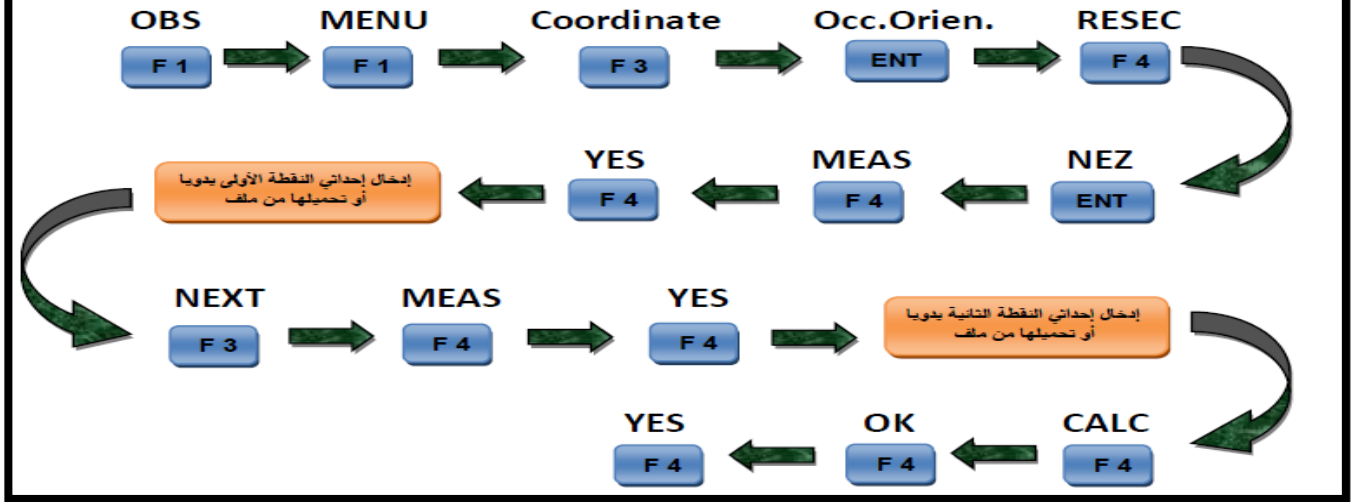 OBS MENU Coordinate Occ.Orien. RESEC
F 1 F 1 F 3 ENT F 4
NEZ MEAS YES
ENT F 4 F 4
إدخال إحداثي النقطة الأولى يدويا
أو تحميلها من ملف
NEXT MEAS YES
F 3 F 4 F 4
إدخال إحداثي النقطة الثانية يدويا
أو تحميلها من ملف
CALC OK YES
F 4 F 4 F 4